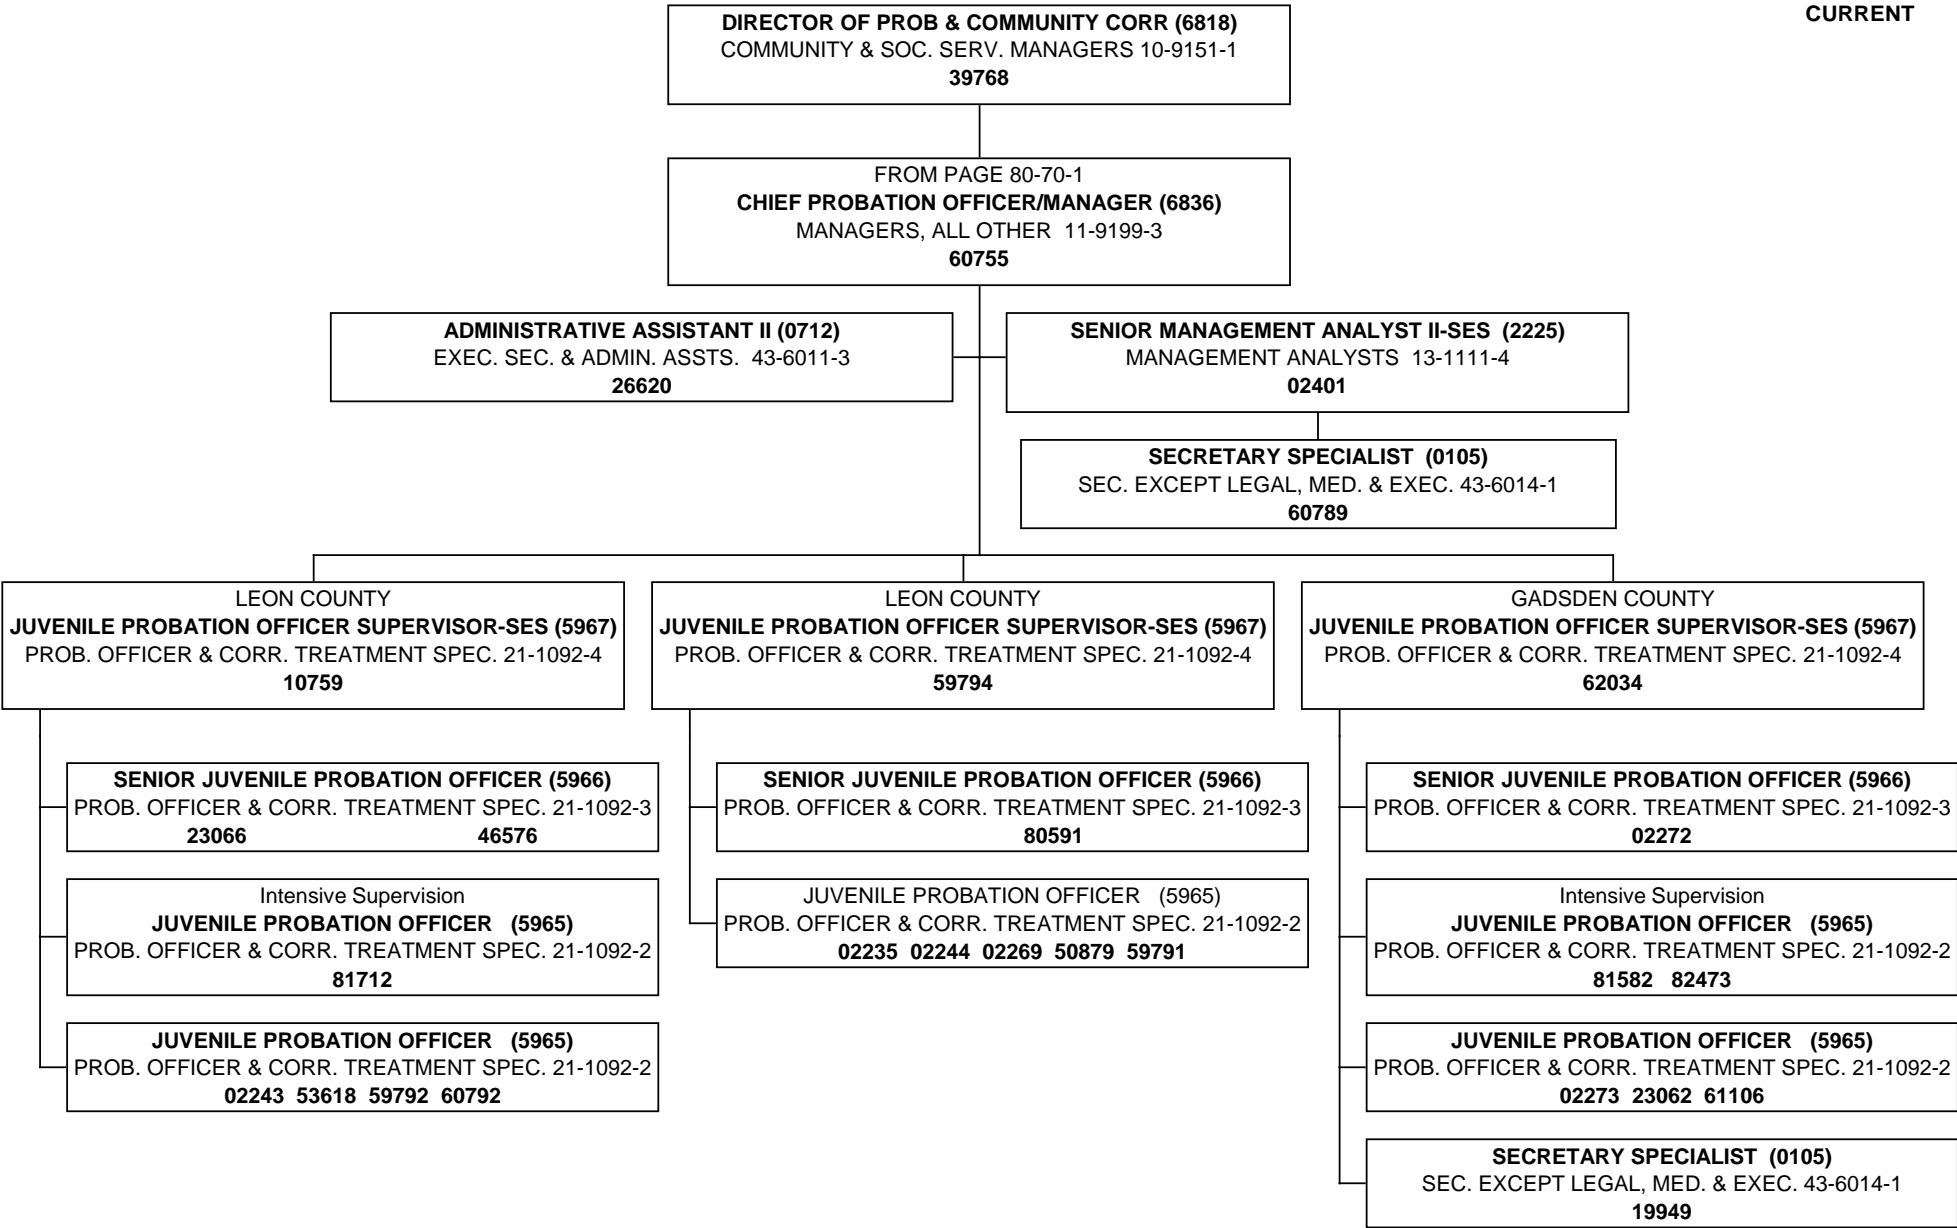 CURRENT
DIRECTOR OF PROB & COMMUNITY CORR (6818)
COMMUNITY & SOC. SERV. MANAGERS 10-9151-1
39768
FROM PAGE 80-70-1
CHIEF PROBATION OFFICER/MANAGER (6836)
MANAGERS, ALL OTHER 11-9199-3
60755
ADMINISTRATIVE ASSISTANT II (0712)
EXEC. SEC. & ADMIN. ASSTS. 43-6011-3
26620
SENIOR MANAGEMENT ANALYST II-SES (2225)
MANAGEMENT ANALYSTS 13-1111-4
02401
SECRETARY SPECIALIST (0105)
SEC. EXCEPT LEGAL, MED. & EXEC. 43-6014-1
60789
LEON COUNTY
JUVENILE PROBATION OFFICER SUPERVISOR-SES (5967)
PROB. OFFICER & CORR. TREATMENT SPEC. 21-1092-4
10759
SENIOR JUVENILE PROBATION OFFICER (5966)
PROB. OFFICER & CORR. TREATMENT SPEC. 21-1092-3
23066 46576
Intensive Supervision
JUVENILE PROBATION OFFICER (5965)
PROB. OFFICER & CORR. TREATMENT SPEC. 21-1092-2
81712
JUVENILE PROBATION OFFICER (5965)
PROB. OFFICER & CORR. TREATMENT SPEC. 21-1092-2
02243 53618 59792 60792
LEON COUNTY
JUVENILE PROBATION OFFICER SUPERVISOR-SES (5967)
PROB. OFFICER & CORR. TREATMENT SPEC. 21-1092-4
59794
SENIOR JUVENILE PROBATION OFFICER (5966)
PROB. OFFICER & CORR. TREATMENT SPEC. 21-1092-3
80591
JUVENILE PROBATION OFFICER (5965)
PROB. OFFICER & CORR. TREATMENT SPEC. 21-1092-2
02235 02244 02269 50879 59791
GADSDEN COUNTY
JUVENILE PROBATION OFFICER SUPERVISOR-SES (5967)
PROB. OFFICER & CORR. TREATMENT SPEC. 21-1092-4
62034
SENIOR JUVENILE PROBATION OFFICER (5966)
PROB. OFFICER & CORR. TREATMENT SPEC. 21-1092-3
02272
Intensive Supervision
JUVENILE PROBATION OFFICER (5965)
PROB. OFFICER & CORR. TREATMENT SPEC. 21-1092-2
81582 82473
JUVENILE PROBATION OFFICER (5965)
PROB. OFFICER & CORR. TREATMENT SPEC. 21-1092-2
02273 23062 61106
SECRETARY SPECIALIST (0105)
SEC. EXCEPT LEGAL, MED. & EXEC. 43-6014-1
19949